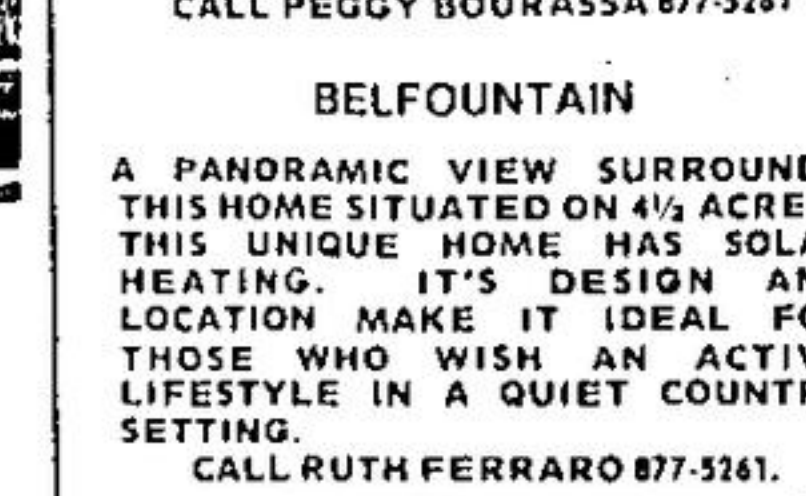 CALL PEGGY BOURASSA 877-5261
BELFOUNTAIN
A PANORAMIC VIEW SURROUND
THIS HOME SITUATED ON 4½ ACRE
THIS UNIQUE HOME HAS SOLA
HEATING. IT'S DESIGN AN
LOCATION MAKE IT IDEAL FO
THOSE WHO WISH AN ACTIV
LIFESTYLE IN A QUIET COUNTR
SETTING.
CALL RUTH FERRARO 877-5261.